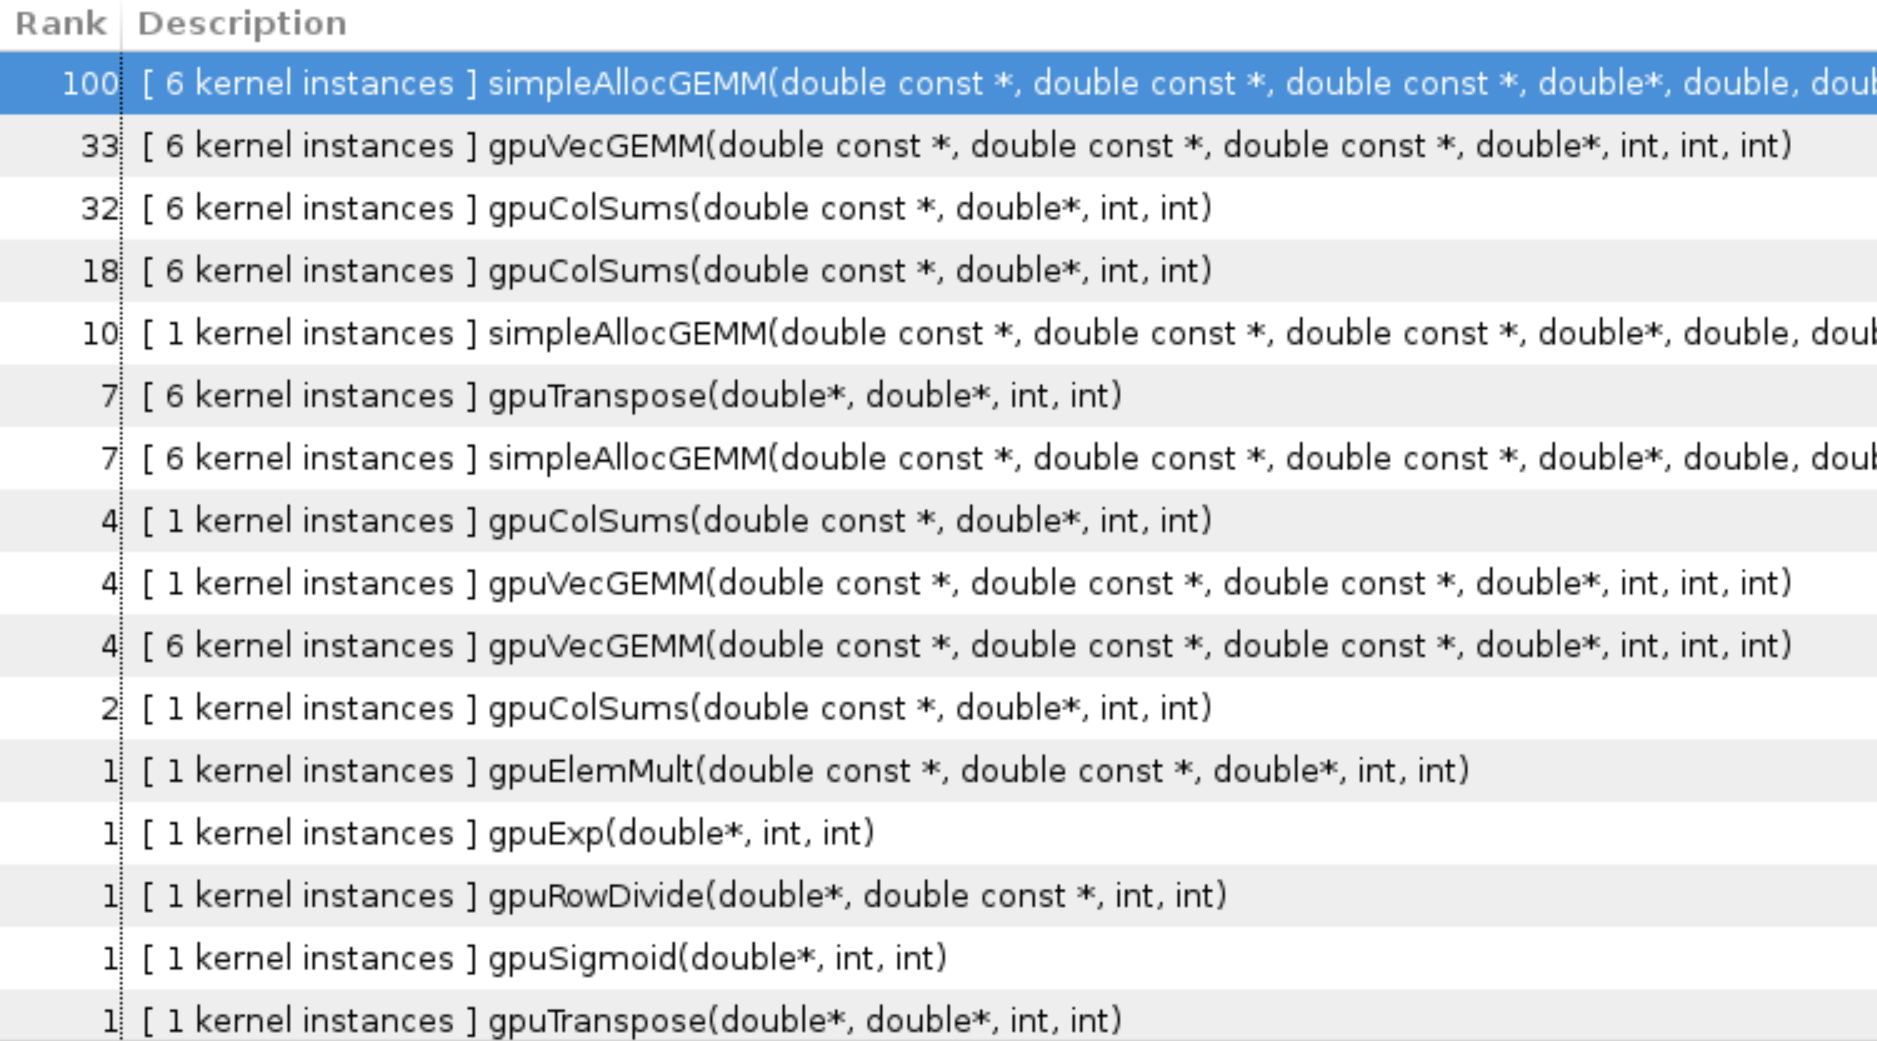 Rank Description
100 [ 6 kernel instances ] simpleAllocGEMM(double const *, double const *, double const *, double*, double, doub
33 [ 6 kernel instances ] gpuVecGEMM(double const *, double const *, double const *, double*, int, int, int)
32 [ 6 kernel instances ] gpuColSums(double const *, double*, int, int)
18 [ 6 kernel instances ] gpuColSums(double const *, double*, int, int)
10 [ 1 kernel instances ] simpleAllocGEMM(double const *, double const *, double const *, double*, double, doub
7 [ 6 kernel instances ] gpuTranspose(double*, double*, int, int)
7 [ 6 kernel instances ] simpleAllocGEMM(double const *, double const *, double const *, double*, double, doub
4 [ 1 kernel instances ] gpuColSums(double const *, double*, int, int)
4 [ 1 kernel instances ] gpuVecGEMM(double const *, double const *, double const *, double*, int, int, int)
4 [ 6 kernel instances ] gpuVecGEMM(double const *, double const *, double const *, double*, int, int, int)
2 [ 1 kernel instances ] gpuColSums(double const *, double*, int, int)
1 [ 1 kernel instances ] gpuElemMult(double const *, double const *, double*, int, int)
1 [ 1 kernel instances ] gpuExp(double*, int, int)
1 [ 1 kernel instances ] gpuRowDivide(double*, double const *, int, int)
1 [ 1 kernel instances ] gpuSigmoid(double*, int, int)
1 [ 1 kernel instances ] gpuTranspose(double*, double*, int, int)